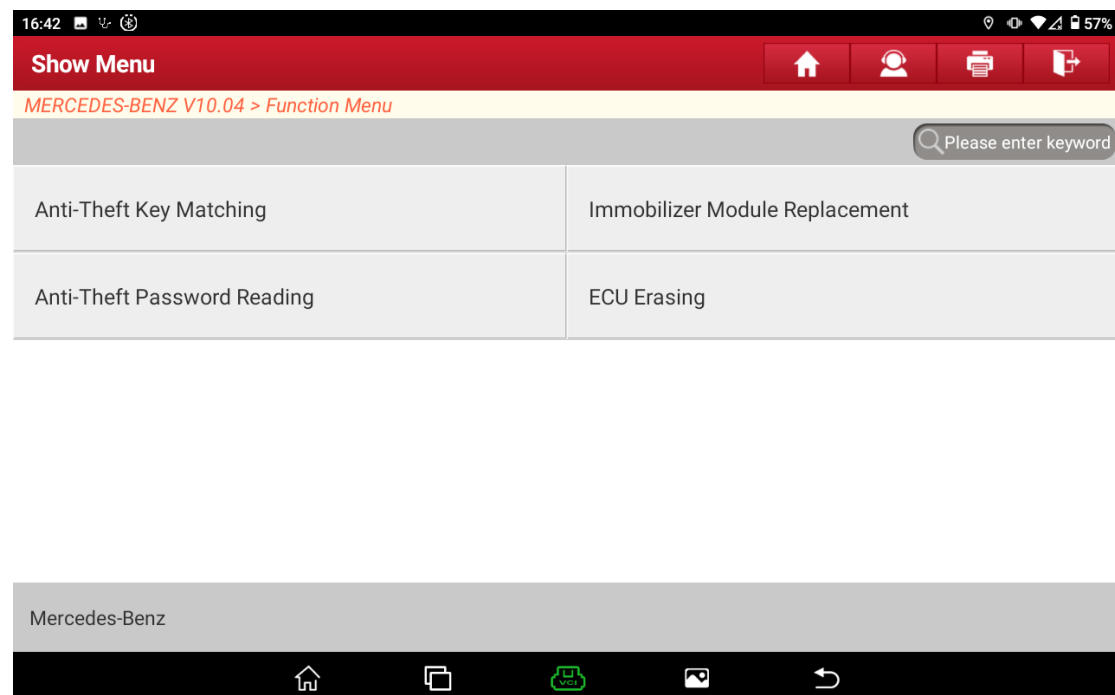 16:42 57%
Show Menu
MERCEDES-BENZ V10.04 > Function Menu
Please enter keyword
Anti-Theft Key Matching Immobilizer Module Replacement
Anti-Theft Password Reading ECU Erasing
Mercedes-Benz
VCI